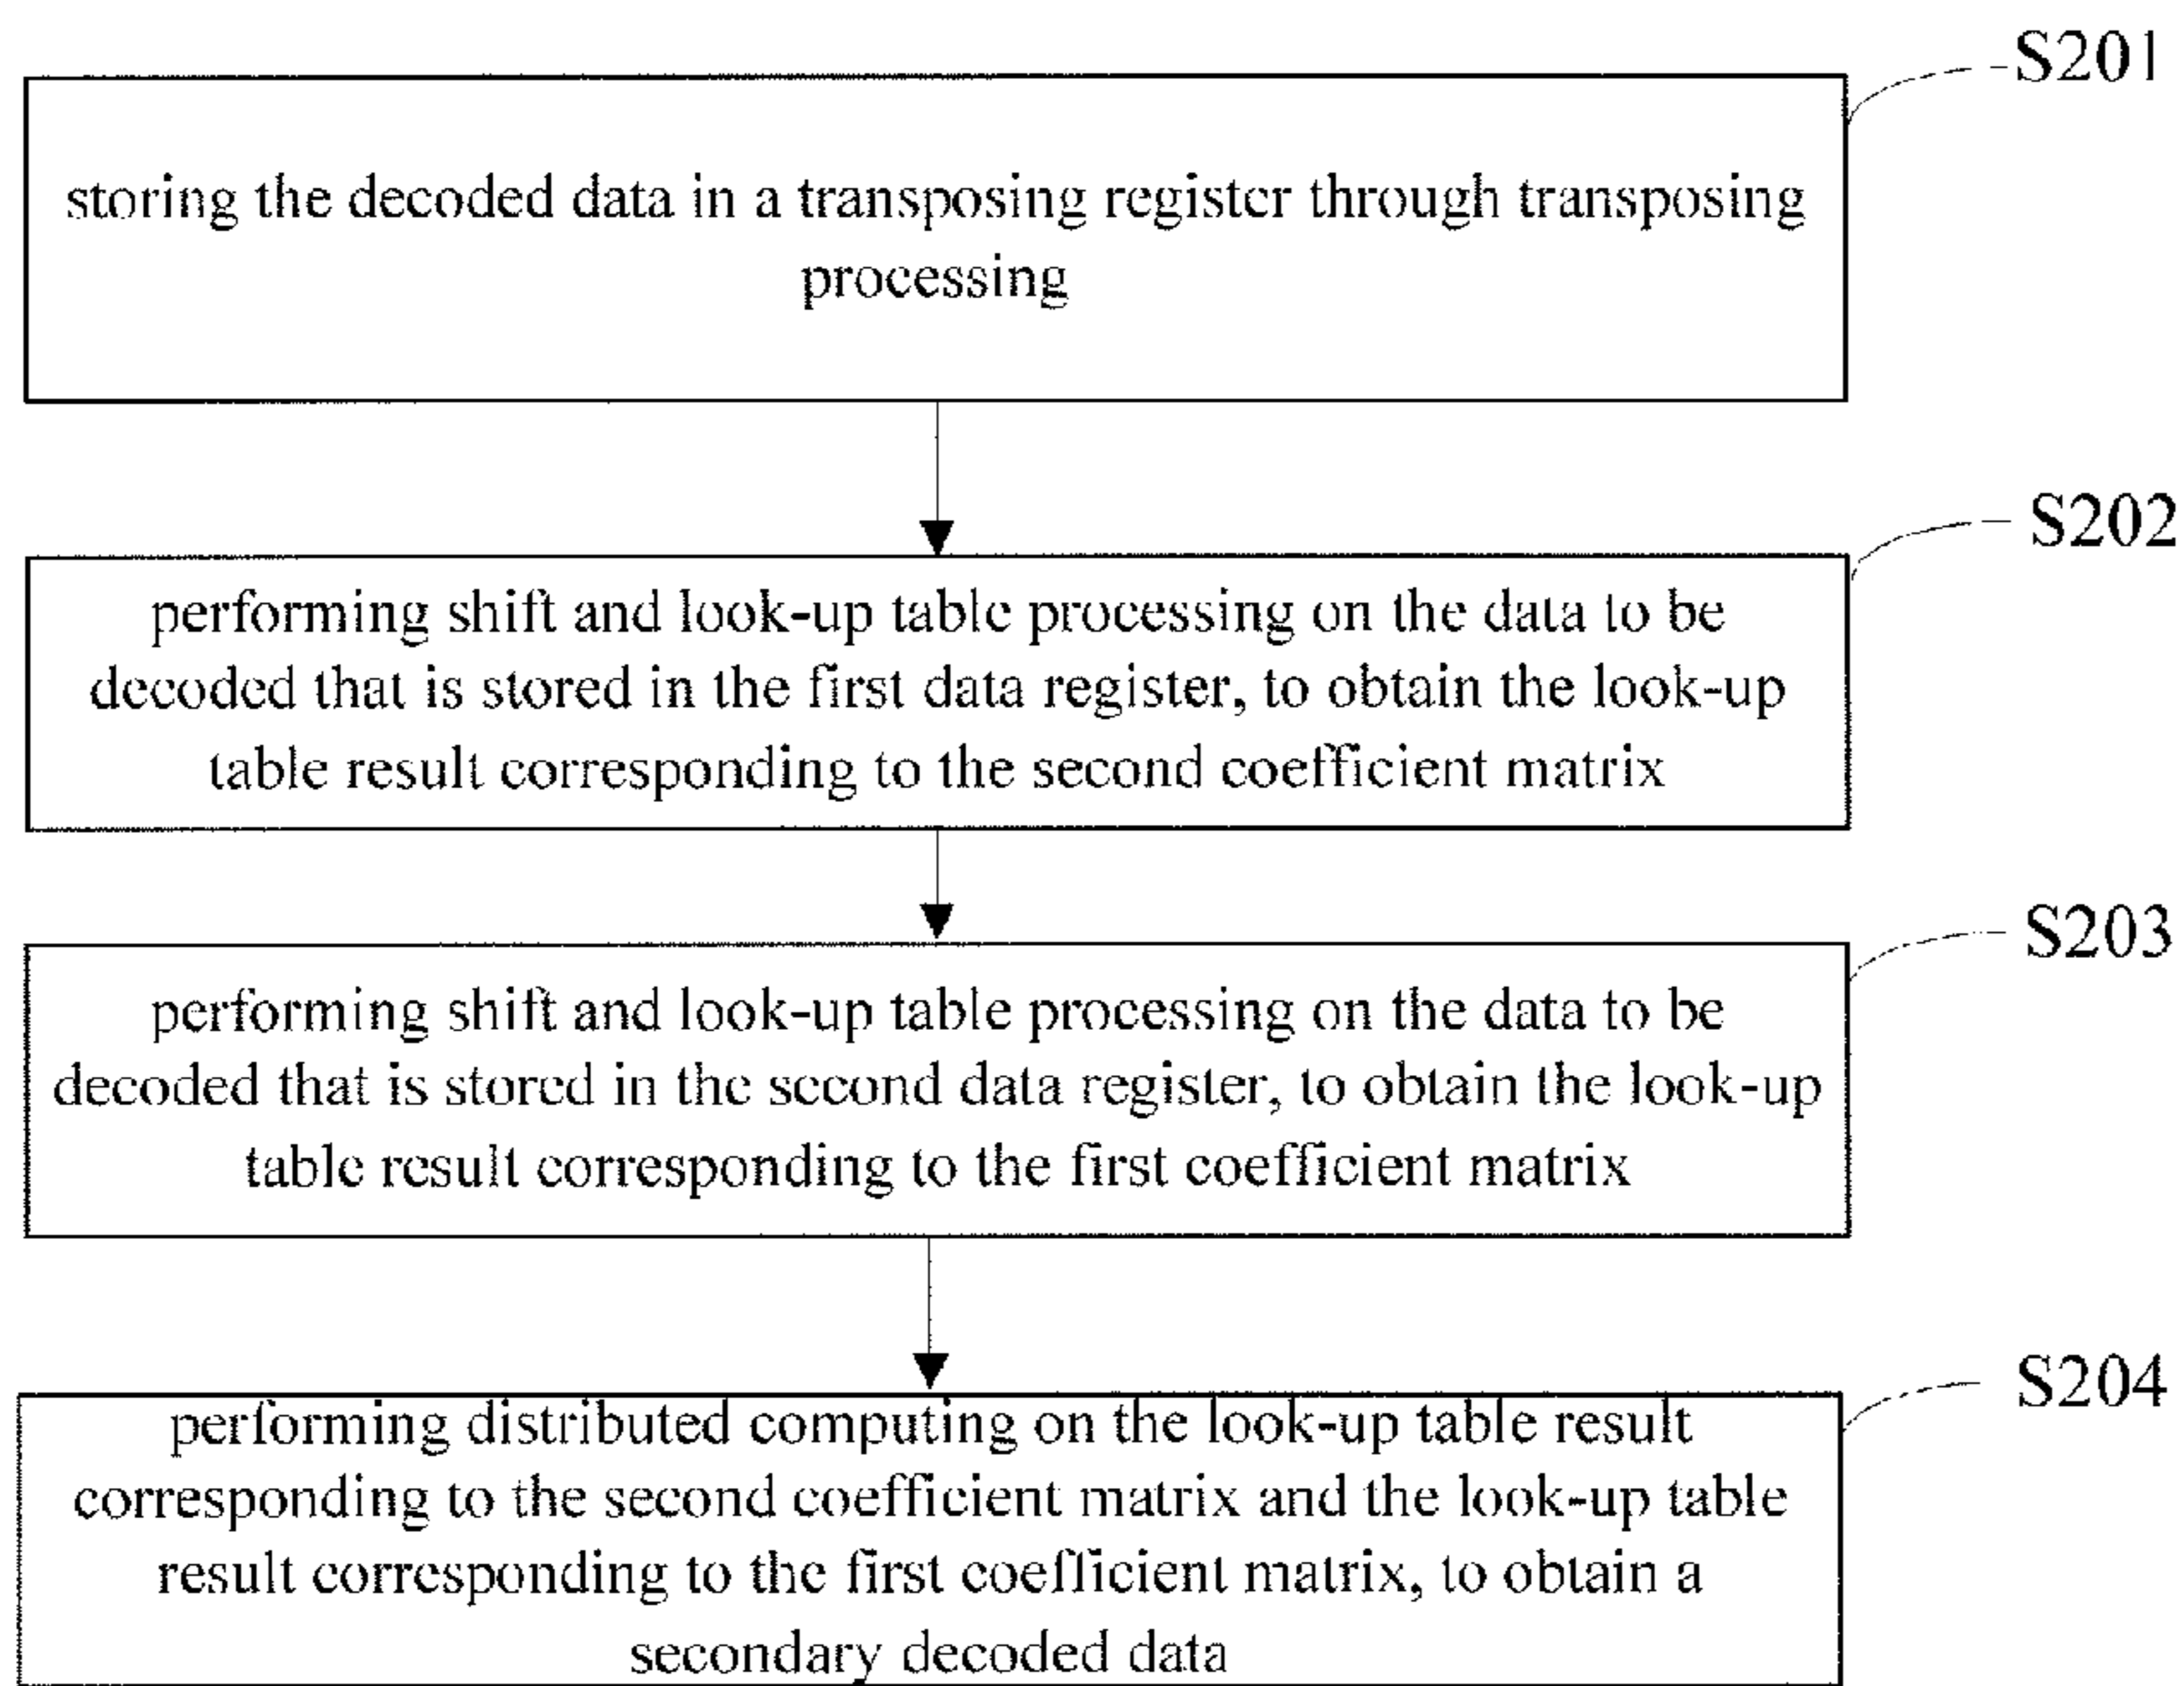 S201
storing the decoded data in a transposing register through transposing
processing
S202
performing shift and look-up table processing on the data to be
decoded that is stored in the first data register, to obtain the look-up
table result corresponding to the second coefficient matrix
S203
performing shift and look-up table processing on the data to be
decoded that is stored in the second data register, to obtain the look-up
table result corresponding to the first coefficient matrix
S204
performing distributed computing on the look-up table result
corresponding to the second coefficient matrix and the look-up table
result corresponding to the first coefficient matrix, to obtain a
secondary decoded data